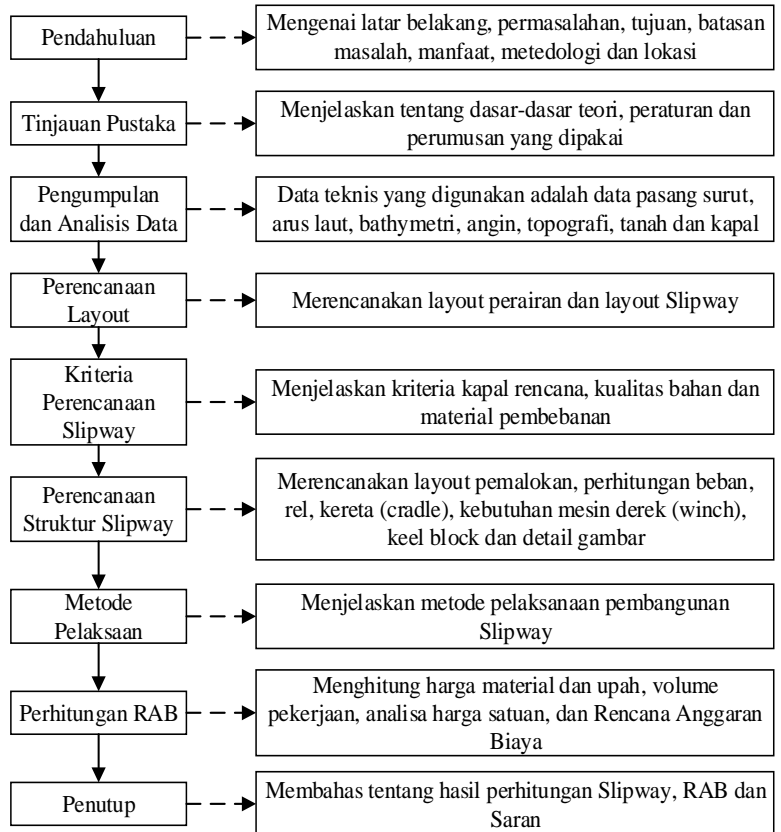 Pendahuluan
Mengenai latar belakang, permasalahan, tujuan, batasan
masalah, manfaat, metedologi dan lokasi
Tinjauan Pustaka
Menjelaskan tentang dasar-dasar teori, peraturan dan
perumusan yang dipakai
Pengumpulan
dan Analisis Data
Data teknis yang digunakan adalah data pasang surut,
arus laut, bathymetri, angin, topografi, tanah dan kapal
Perencanaan
Layout
Merencanakan layout perairan dan layout Slipway
Kriteria
Perencanaan
Slipway
Menjelaskan kriteria kapal rencana, kualitas bahan dan
material pembebanan
Perencanaan
Struktur Slipway
Merencanakan layout pemalokan, perhitungan beban,
rel, kereta (cradle), kebutuhan mesin derek (winch),
keel block dan detail gambar
Metode
Pelaksaan
Menjelaskan metode pelaksanaan pembangunan
Slipway
Perhitungan RAB
Menghitung harga material dan upah, volume
pekerjaan, analisa harga satuan, dan Rencana Anggaran
Biaya
Penutup
Membahas tentang hasil perhitungan Slipway, RAB dan
Saran